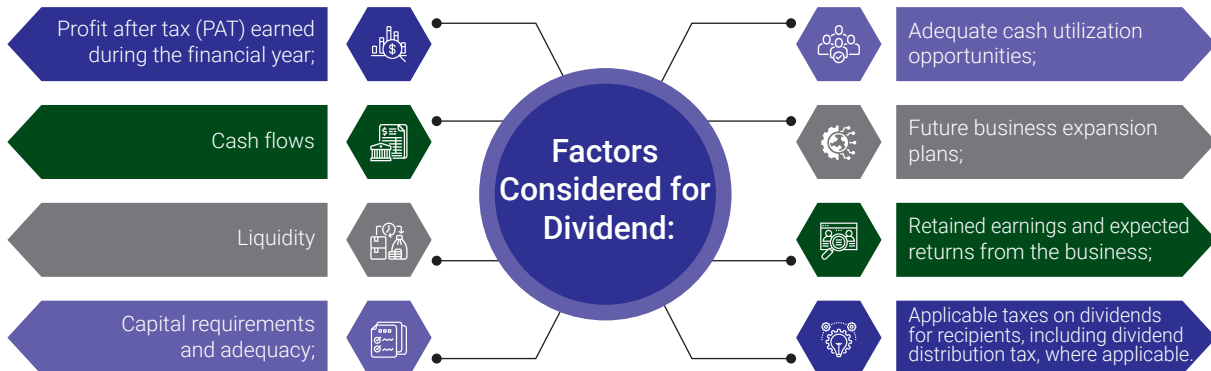 Profit after tax (PAT) earned
during the financial year;
Cash flows
Liquidity
Capital requirements
and adequacy;
Factors
Considered for
Dividend:
Adequate cash utilization
opportunities;
Future business expansion
plans;
Retained earnings and expected
returns from the business;
Applicable taxes on dividends
for recipients, including dividend
distribution tax, where applicable.